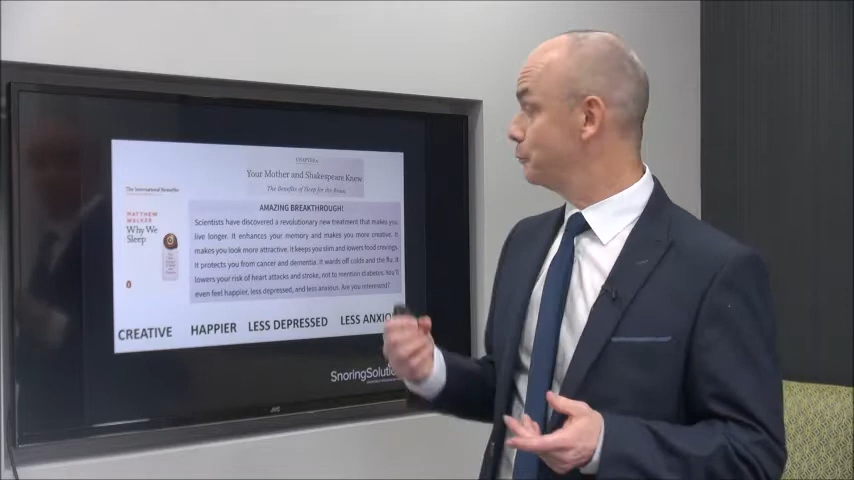 CHAPTER 6
Your Mother and Shakespeare Knew
The Benefits of Sleep for the Brain
The International Bestseller
MATTHEW
WALKER
Why We
Sleep
AMAZING BREAKTHROUGH!
Scientists have discovered a revolutionary new treatment that makes you
live longer. It enhances your memory and makes you more creative. It
makes you look more attractive. It keeps you slim and lowers food cravings.
It protects you from cancer and dementia. It wards off colds and the flu. It
lowers your risk of heart attacks and stroke, not to mention diabetes. You'll
even feel happier, less depressed, and less anxious. Are you interested?
CREATIVE HAPPIER LESS DEPRESSED LESS ANXIO
SnoringSolutio
JVC